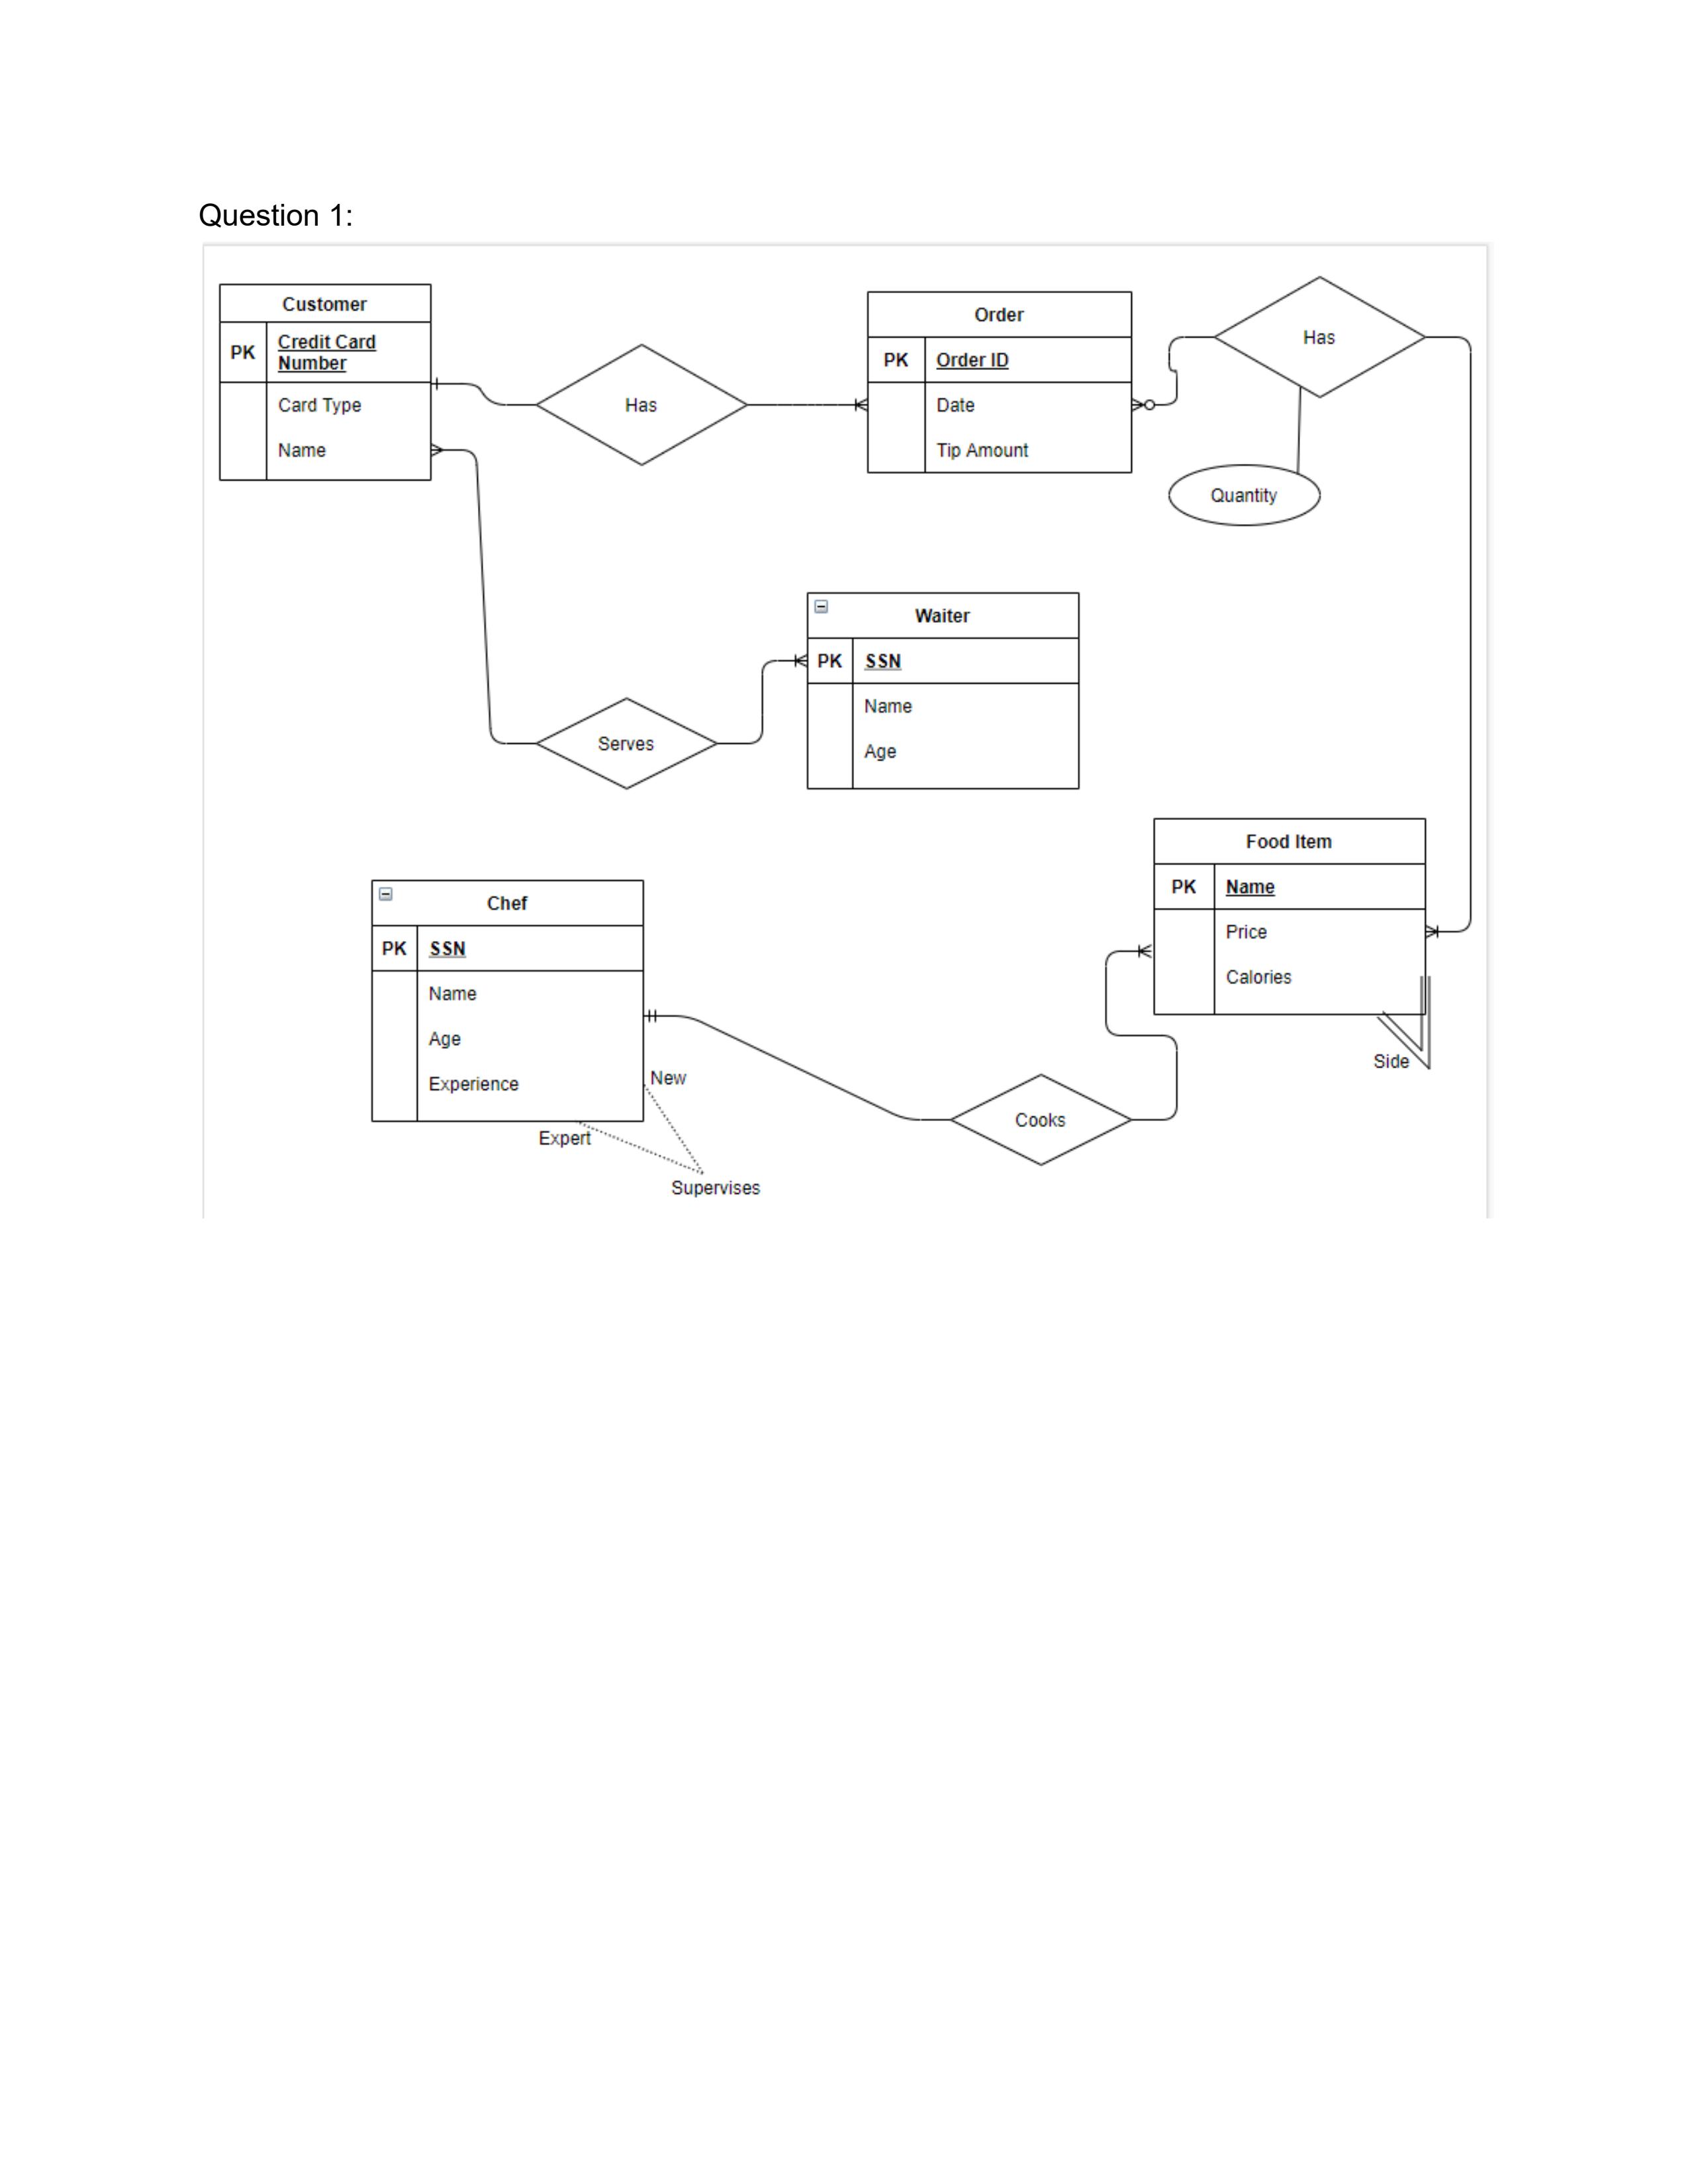 Question 1:
Customer
PK Credit Card
Number
Card Type
Name
Has
Order
PK Order ID
Date
Tip Amount
Has
Quantity
Waiter
PK SSN
Name
Age
Serves
Food Item
PK Name
Price
Calories
Side
Chef
PK SSN
Name
Age
Experience
New
Expert
Supervises
Cooks